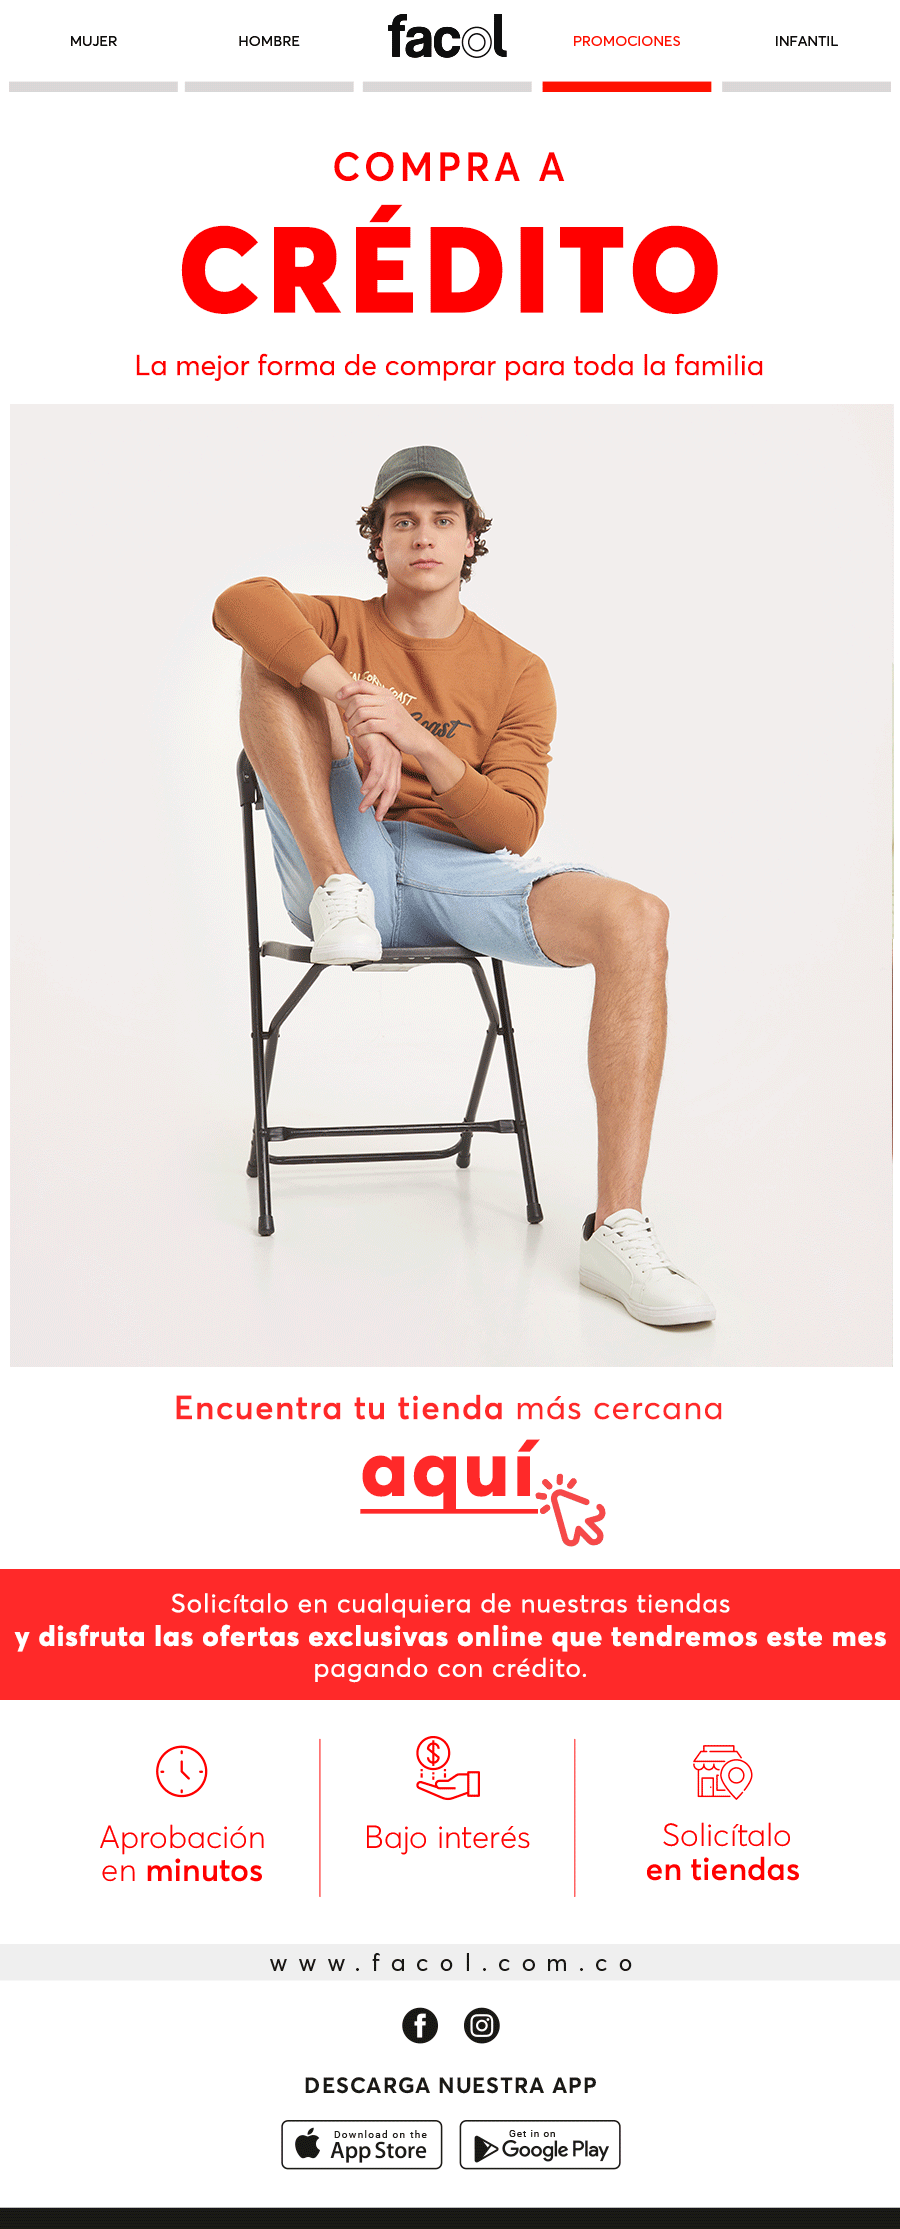 MUJER
HOMBRE
facol
PROMOCIONES
INFANTIL
COMPRA A
CRÉDITO
La mejor forma de comprar para toda la familia
COAST
Coast
Encuentra tu tienda más cercana
aquí
Solicítalo en cualquiera de nuestras tiendas
y disfruta las ofertas exclusivas online que tendremos este mes
pagando con crédito.
Aprobación
en minutos
Bajo interés
Solicítalo
en tiendas
www.facol.com.co
DESCARGA NUESTRA APP
Download on the
App Store
Get in on
Google Play